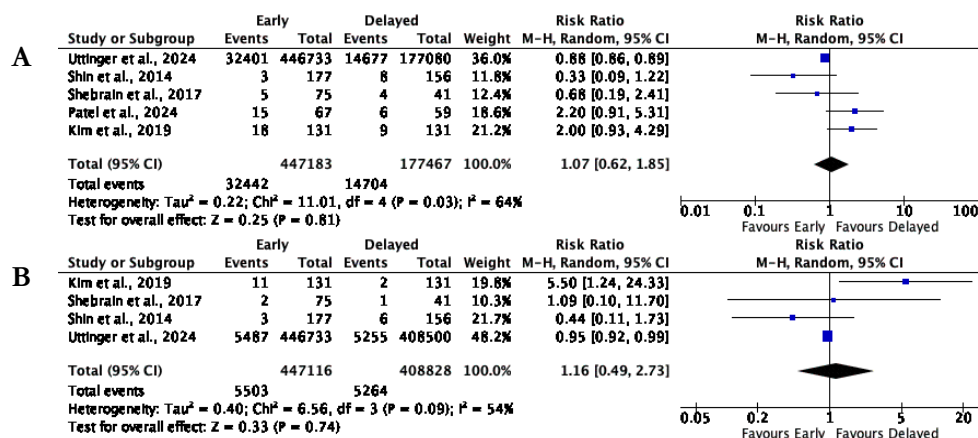 A
Early Delayed Risk Ratio Risk Ratio
Study or Subgroup Events Total Events Total Weight M-H, Random, 95% CI M-H, Random, 95% CI
Uttinger et al., 2024 32401 446733 14677 177080 36.0% 0.88 [0.86, 0.89]
Shin et al., 2014 3 177 8 156 11.8% 0.33 [0.09, 1.22]
Shebrain et al., 2017 5 75 4 41 12.4% 0.68 [0.19, 2.41]
Patel et al., 2024 15 67 6 59 18.6% 2.20 [0.91, 5.31]
Kim et al., 2019 18 131 9 131 21.2% 2.00 [0.93, 4.29]
Total (95% CI) 447183 177467 100.0% 1.07 [0.62, 1.85]
Total events 32442 14704
Heterogeneity: Tau² = 0.22; Chi² = 11.01, df = 4 (P = 0.03); I² = 64%
Test for overall effect: Z = 0.25 (P = 0.81)
0.01 0.1 1 10 100
Favours Early Favours Delayed
B
Early Delayed Risk Ratio Risk Ratio
Study or Subgroup Events Total Events Total Weight M-H, Random, 95% CI M-H, Random, 95% CI
Kim et al., 2019 11 131 2 131 19.8% 5.50 [1.24, 24.33]
Shebrain et al., 2017 2 75 1 41 10.3% 1.09 [0.10, 11.70]
Shin et al., 2014 3 177 6 156 21.7% 0.44 [0.11, 1.73]
Uttinger et al., 2024 5487 446733 5255 408500 48.2% 0.95 [0.92, 0.99]
Total (95% CI) 447116 408828 100.0% 1.16 [0.49, 2.73]
Total events 5503 5264
Heterogeneity: Tau² = 0.40; Chi² = 6.56, df = 3 (P = 0.09); I² = 54%
Test for overall effect: Z = 0.33 (P = 0.74)
0.05 0.2 1 5 20
Favours Early Favours Delayed